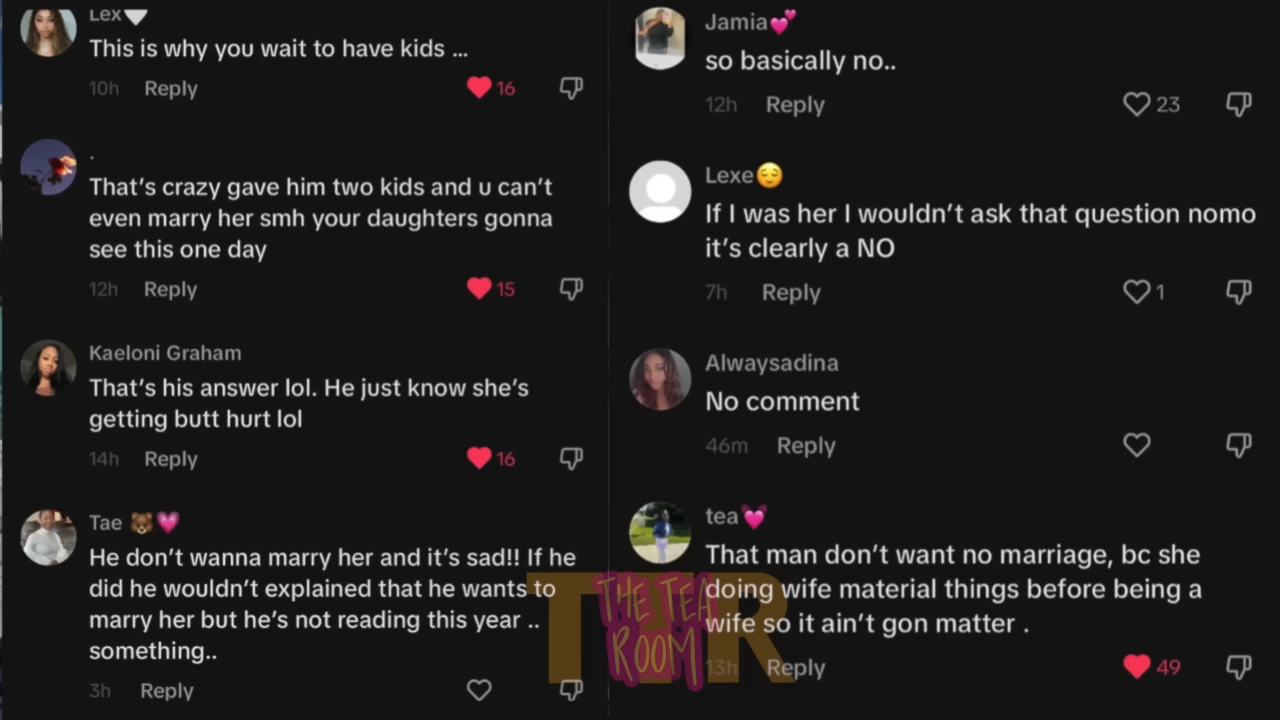 Lex🤍
This is why you wait to have kids ...
10h Reply 16
.
That's crazy gave him two kids and u can't
even marry her smh your daughters gonna
see this one day
12h Reply 15
Kaeloni Graham
That's his answer lol. He just know she's
getting butt hurt lol
14h Reply 16
Tae 🐻💗
He don't wanna marry her and it's sad!! If he
did he wouldn't explained that he wants to
marry her but he's not reading this year ..
something..
3h Reply
Jamia💕
so basically no..
12h Reply 23
Lexe😌
If I was her I wouldn't ask that question nomo
it's clearly a NO
7h Reply 1
Alwaysadina
No comment
46m Reply
tea💓
That man don't want no marriage, bc she
doing wife material things before being a
wife so it ain't gon matter .
13h Reply 49
TTR
THE TEA
ROOM